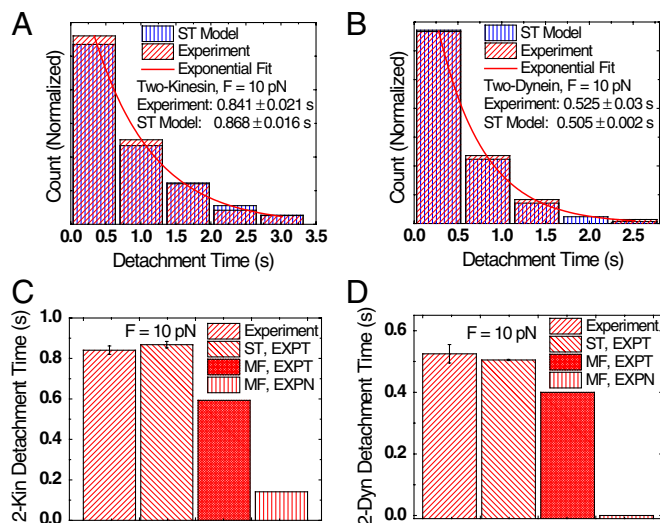 A
ST Model
Experiment
Exponential Fit
Two-Kinesin, F = 10 pN
Experiment: 0.841±0.021 s
ST Model: 0.868±0.016 s
Count (Normalized)
0.0 0.5 1.0 1.5 2.0 2.5 3.0 3.5
Detachment Time (s)
B
ST Model
Experiment
Exponential Fit
Two-Dynein, F = 10 pN
Experiment: 0.525±0.03 s
ST Model: 0.505±0.002 s
Count (Normalized)
0.0 0.5 1.0 1.5 2.0 2.5
Detachment Time (s)
C
F = 10 pN
Experiment
ST, EXPT
MF, EXPT
MF, EXPN
2-Kin Detachment Time (s)
1.0
0.8
0.6
0.4
0.2
0.0
D
F = 10 pN
Experiment
ST, EXPT
MF, EXPT
MF, EXPN
2-Dyn Detachment Time (s)
0.6
0.4
0.2
0.0